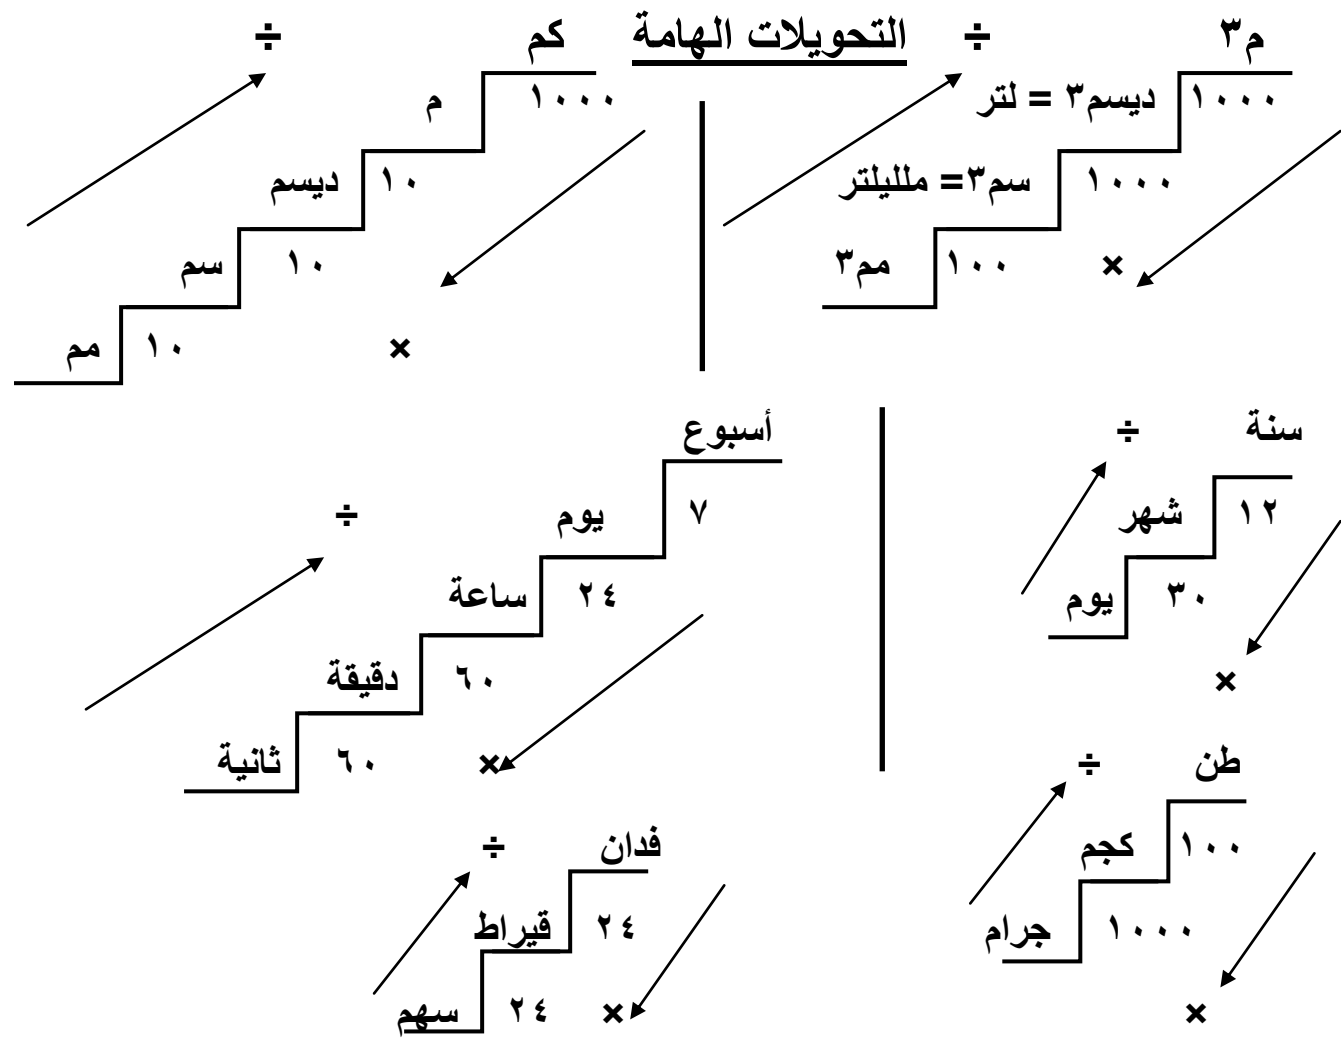 التحويلات الهامة
م٣ ÷
١٠٠٠ ديسم٣ = لتر
١٠٠٠ سم٣= ملليلتر
× ١٠٠ مم٣
كم ÷
١٠٠٠ م
١٠ ديسم
١٠ سم
× ١٠ مم
سنة ÷
١٢ شهر
٣٠ يوم
×
أسبوع
٧ يوم ÷
٢٤ ساعة
٦٠ دقيقة
× ٦٠ ثانية
طن ÷
١٠٠ كجم
١٠٠٠ جرام
×
فدان ÷
٢٤ قيراط
× ٢٤ سهم